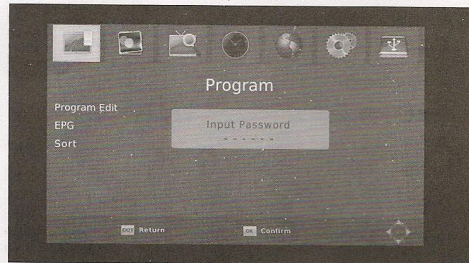 Program
Program Edit
EPG
Input Password
------
Sort
EXIT Return
OK Confirm